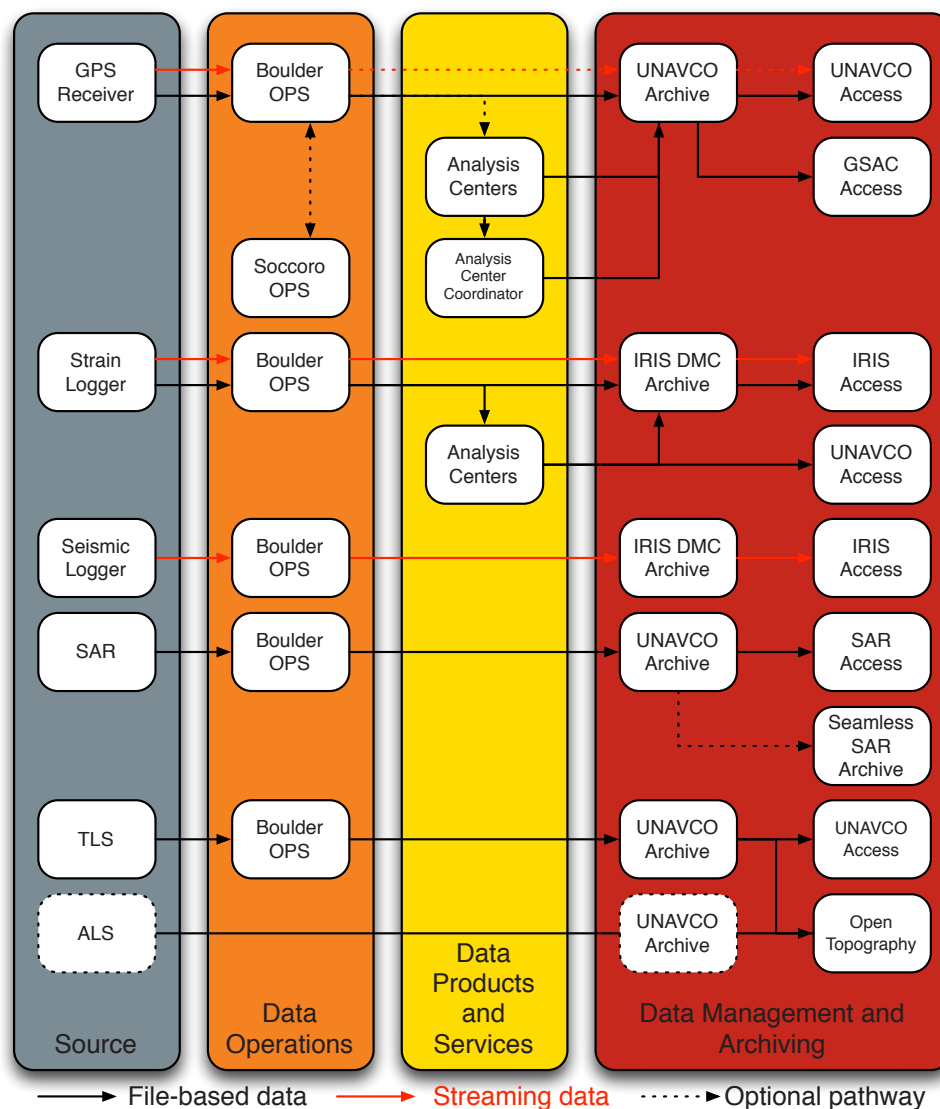 GPS
Receiver
Boulder
OPS
UNAVCO
Archive
UNAVCO
Access
Analysis
Centers
GSAC
Access
Soccoro
OPS
Analysis
Center
Coordinator
Strain
Logger
Boulder
OPS
IRIS DMC
Archive
IRIS
Access
Analysis
Centers
UNAVCO
Access
Seismic
Logger
Boulder
OPS
IRIS DMC
Archive
IRIS
Access
SAR
Boulder
OPS
UNAVCO
Archive
SAR
Access
Seamless
SAR
Archive
TLS
Boulder
OPS
UNAVCO
Archive
UNAVCO
Access
ALS
UNAVCO
Archive
Open
Topography
Source
Data
Operations
Data
Products
and
Services
Data Management and
Archiving
File-based data
Streaming data
Optional pathway